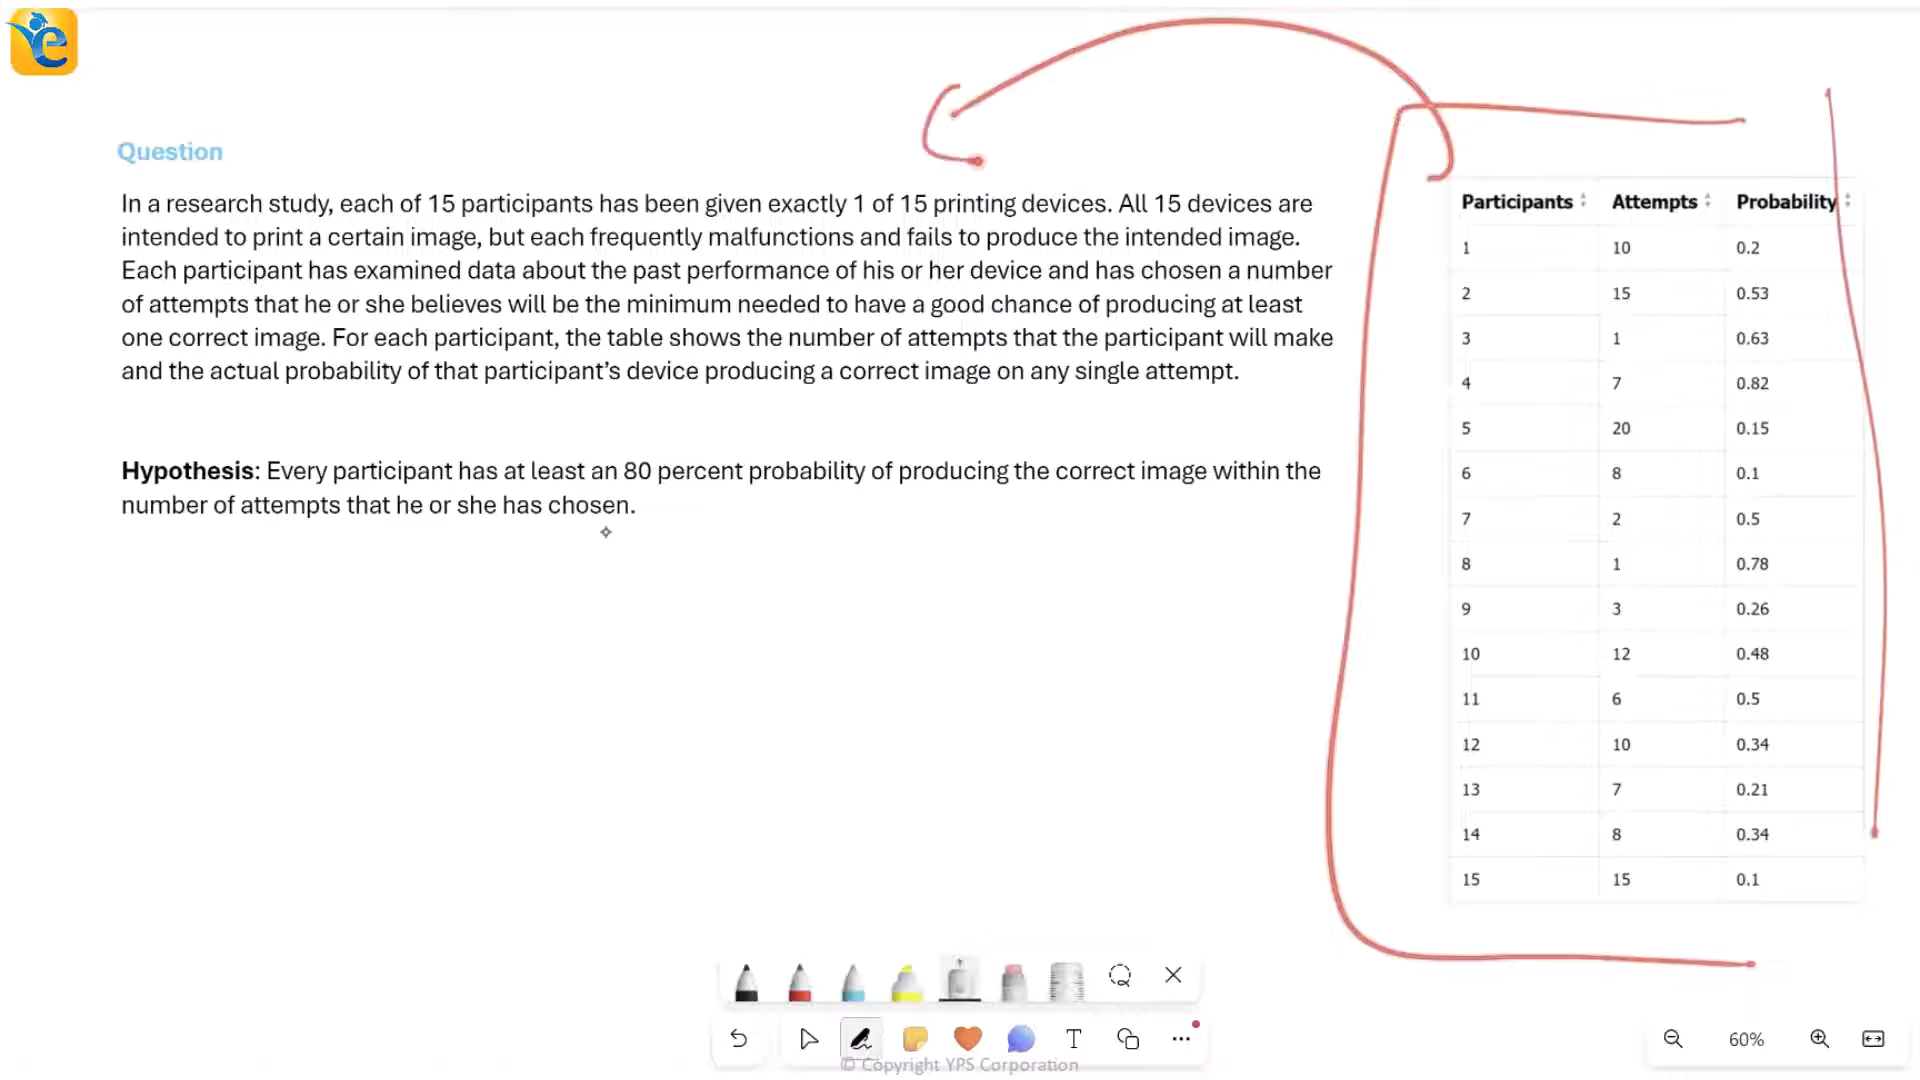 Question
In a research study, each of 15 participants has been given exactly 1 of 15 printing devices. All 15 devices are
intended to print a certain image, but each frequently malfunctions and fails to produce the intended image.
Each participant has examined data about the past performance of his or her device and has chosen a number
of attempts that he or she believes will be the minimum needed to have a good chance of producing at least
one correct image. For each participant, the table shows the number of attempts that the participant will make
and the actual probability of that participant’s device producing a correct image on any single attempt.
Hypothesis: Every participant has at least an 80 percent probability of producing the correct image within the
number of attempts that he or she has chosen.
Participants Attempts Probability
1 10 0.2
2 15 0.53
3 1 0.63
4 7 0.82
5 20 0.15
6 8 0.1
7 2 0.5
8 1 0.78
9 3 0.26
10 12 0.48
11 6 0.5
12 10 0.34
13 7 0.21
14 8 0.34
15 15 0.1
60%
© Copyright YPS Corporation